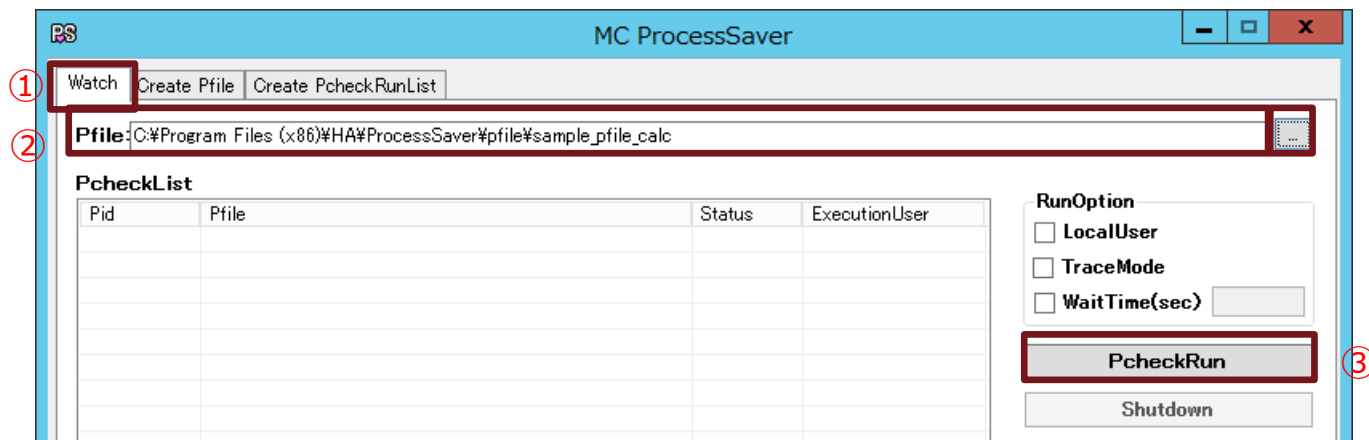 PS MC ProcessSaver
① Watch Create Pfile Create PcheckRunList
② Pfile: C:¥Program Files (x86)¥HA¥ProcessSaver¥pfile¥sample_pfile_calc ...
PcheckList
Pid Pfile Status ExecutionUser
RunOption
LocalUser
TraceMode
WaitTime(sec)
PcheckRun ③
Shutdown